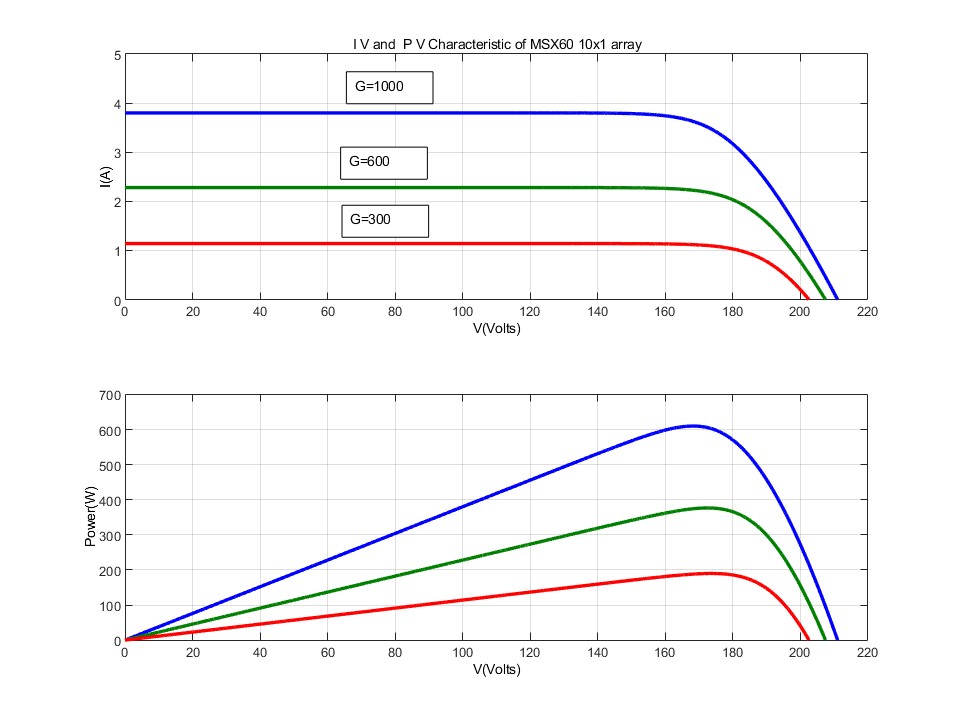 I V and  P V Characteristic of MSX60 10x1 array
5
4
3
2
1
0
I(A)
G=1000
G=600
G=300
0 20 40 60 80 100 120 140 160 180 200 220
V(Volts)
700
600
500
400
300
200
100
0
Power(W)
0 20 40 60 80 100 120 140 160 180 200 220
V(Volts)